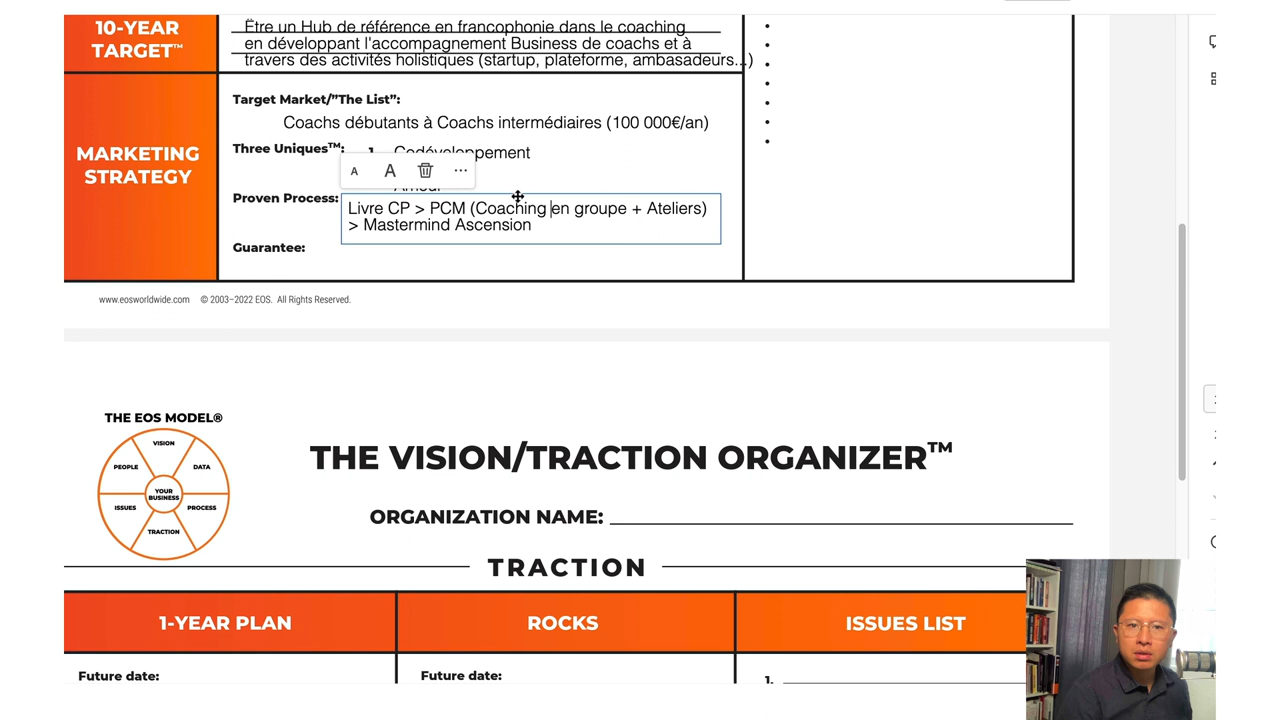 10-YEAR
TARGET™
Être un Hub de référence en francophonie dans le coaching
en développant l'accompagnement Business de coachs et à
travers des activités holistiques (startup, plateforme, ambasadeurs...)
MARKETING
STRATEGY
Target Market/”The List”:
Coachs débutants à Coachs intermédiaires (100 000€/an)
Three Uniques™:
1. Codéveloppement
Amour
Proven Process:
Livre CP > PCM (Coaching en groupe + Ateliers)
> Mastermind Ascension
Guarantee:
www.eosworldwide.com © 2003–2022 EOS. All Rights Reserved.
THE EOS MODEL®
VISION
PEOPLE
DATA
YOUR
BUSINESS
ISSUES
PROCESS
TRACTION
THE VISION/TRACTION ORGANIZER™
ORGANIZATION NAME:
TRACTION
1-YEAR PLAN
ROCKS
ISSUES LIST
Future date:
Future date:
1.